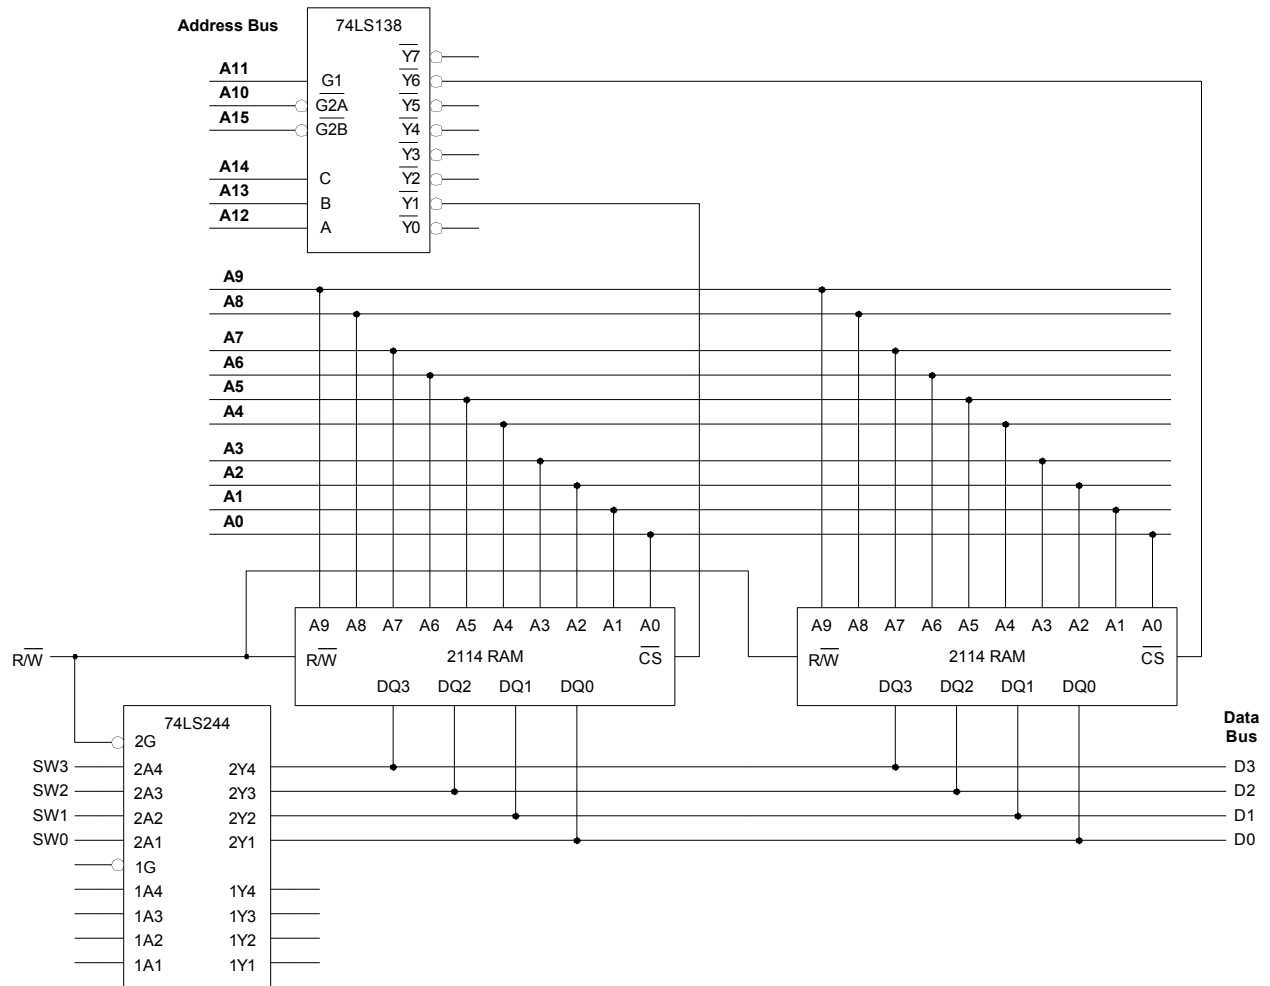 Address Bus
74LS138
Y7
A11 G1 Y6
A10 G2A Y5
A15 G2B Y4
Y3
A14 C Y2
A13 B Y1
A12 A Y0
A9
A8
A7
A6
A5
A4
A3
A2
A1
A0
A9 A8 A7 A6 A5 A4 A3 A2 A1 A0
R/W
R/W 2114 RAM CS
DQ3 DQ2 DQ1 DQ0
A9 A8 A7 A6 A5 A4 A3 A2 A1 A0
R/W 2114 RAM CS
DQ3 DQ2 DQ1 DQ0
Data
Bus
74LS244
2G
SW3 2A4 2Y4 D3
SW2 2A3 2Y3 D2
SW1 2A2 2Y2 D1
SW0 2A1 2Y1 D0
1G
1A4 1Y4
1A3 1Y3
1A2 1Y2
1A1 1Y1